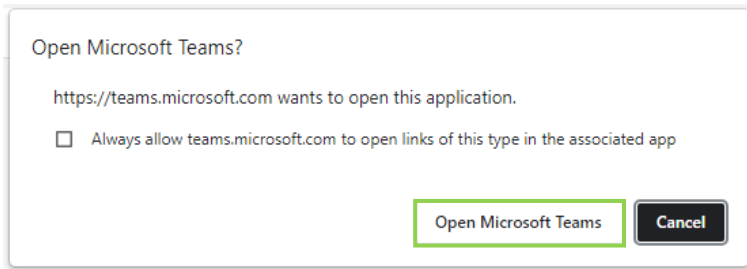 Open Microsoft Teams?
https://teams.microsoft.com wants to open this application.
Always allow teams.microsoft.com to open links of this type in the associated app
Open Microsoft Teams Cancel